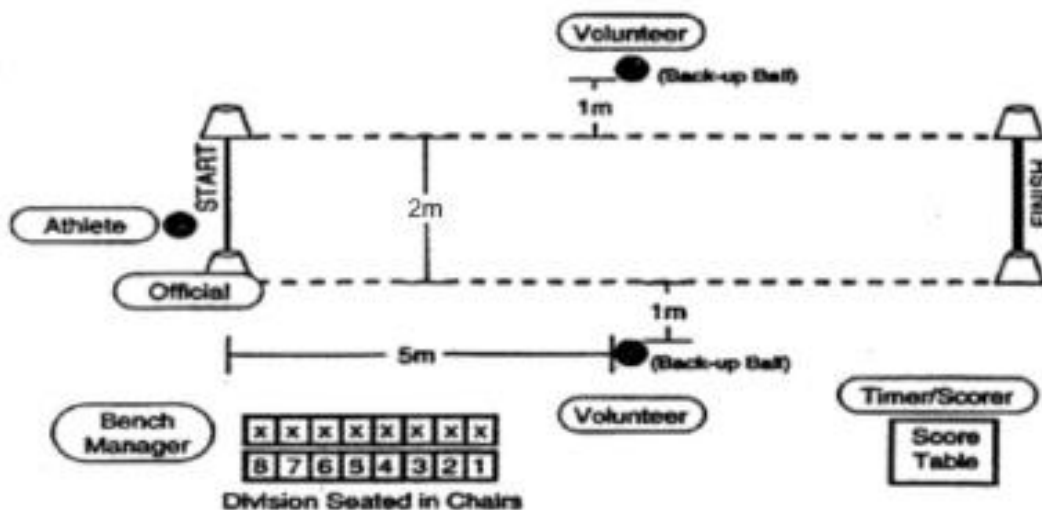 Volunteer
(Back-up Ball)
1m
START
FINISH
2m
Athlete
Official
1m
5m
(Back-up Ball)
Volunteer
Timer/Scorer
Bench
Manager
x x x x x x x x
8 7 6 5 4 3 2 1
Division Seated in Chairs
Score
Table